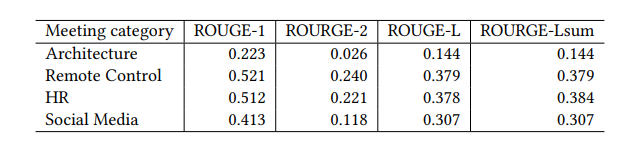 Meeting category ROUGE-1 ROURGE-2 ROUGE-L ROURGE-Lsum
Architecture 0.223 0.026 0.144 0.144
Remote Control 0.521 0.240 0.379 0.379
HR 0.512 0.221 0.378 0.384
Social Media 0.413 0.118 0.307 0.307